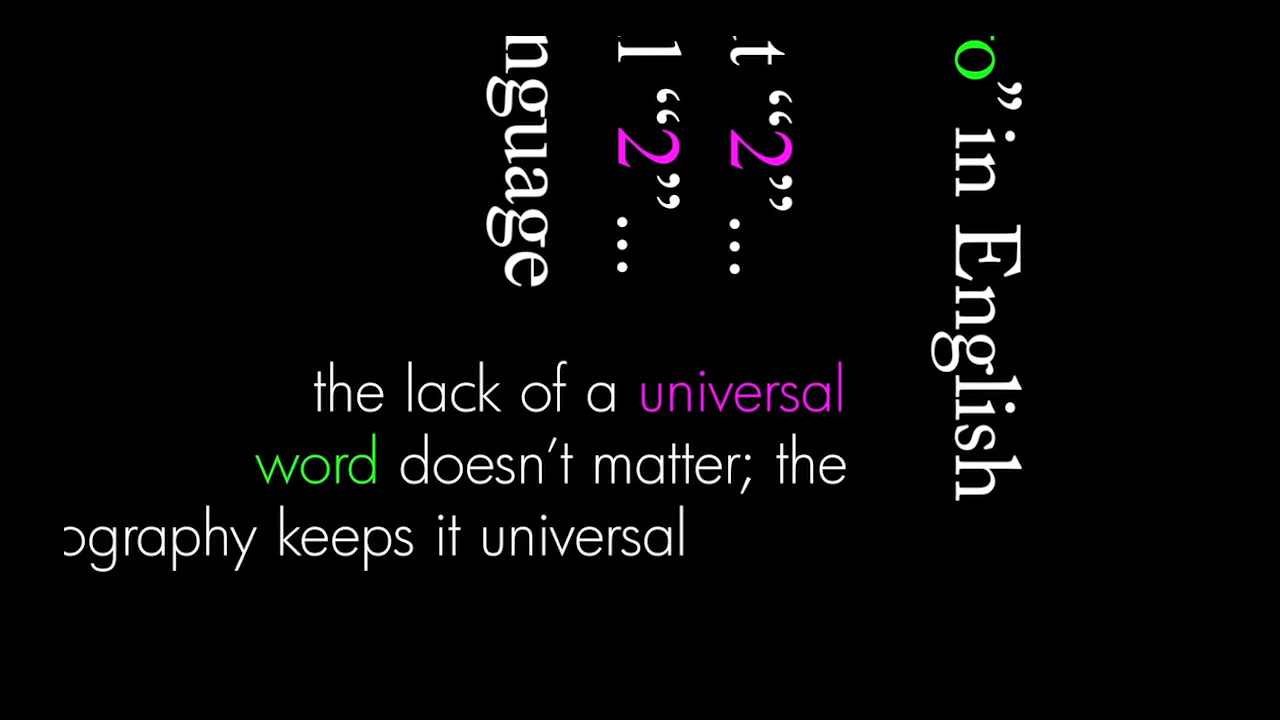 o” in English
t “2”...
l “2”...
nguage
the lack of a universal
word doesn’t matter; the
ography keeps it universal